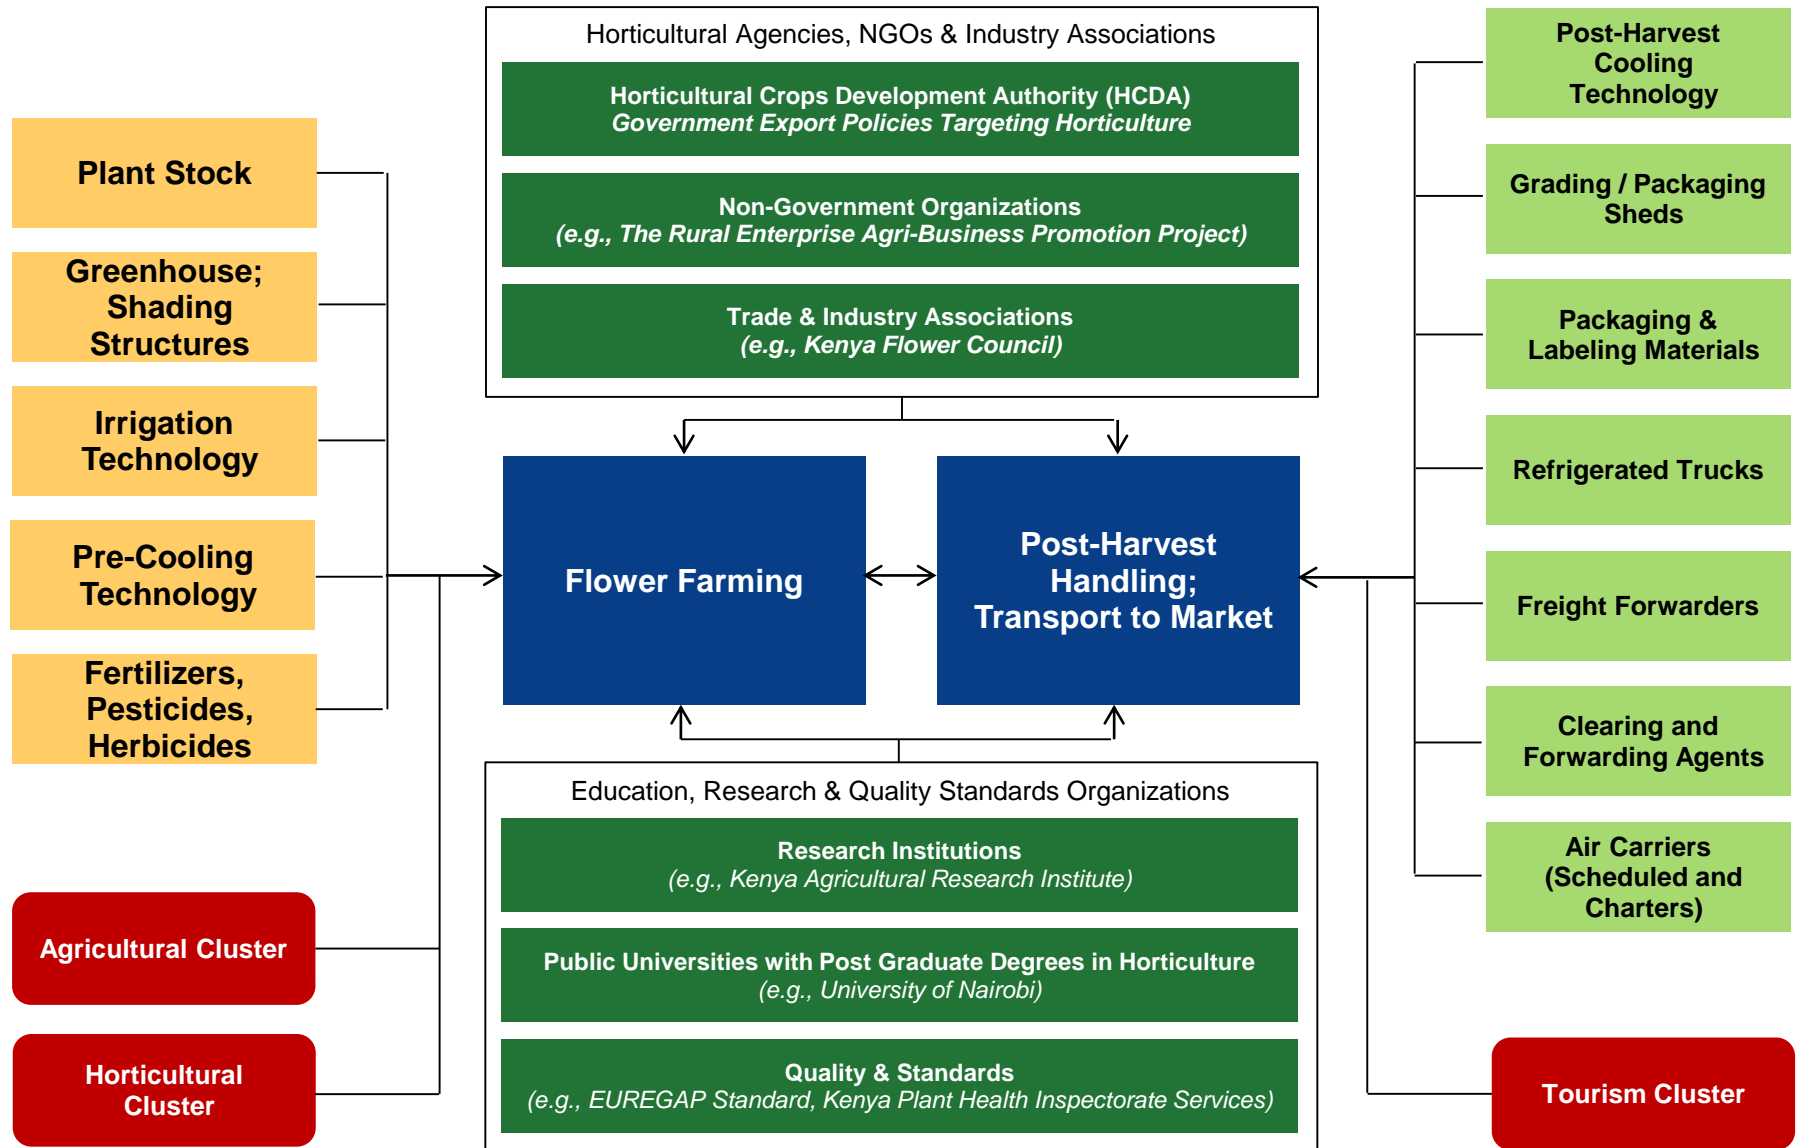 Horticultural Agencies, NGOs & Industry Associations
Horticultural Crops Development Authority (HCDA)
Government Export Policies Targeting Horticulture
Non-Government Organizations
(e.g., The Rural Enterprise Agri-Business Promotion Project)
Trade & Industry Associations
(e.g., Kenya Flower Council)
Plant Stock
Greenhouse;
Shading
Structures
Irrigation
Technology
Pre-Cooling
Technology
Fertilizers,
Pesticides,
Herbicides
Agricultural Cluster
Horticultural
Cluster
Flower Farming
Post-Harvest
Handling;
Transport to Market
Education, Research & Quality Standards Organizations
Research Institutions
(e.g., Kenya Agricultural Research Institute)
Public Universities with Post Graduate Degrees in Horticulture
(e.g., University of Nairobi)
Quality & Standards
(e.g., EUREGAP Standard, Kenya Plant Health Inspectorate Services)
Post-Harvest
Cooling
Technology
Grading / Packaging
Sheds
Packaging &
Labeling Materials
Refrigerated Trucks
Freight Forwarders
Clearing and
Forwarding Agents
Air Carriers
(Scheduled and
Charters)
Tourism Cluster